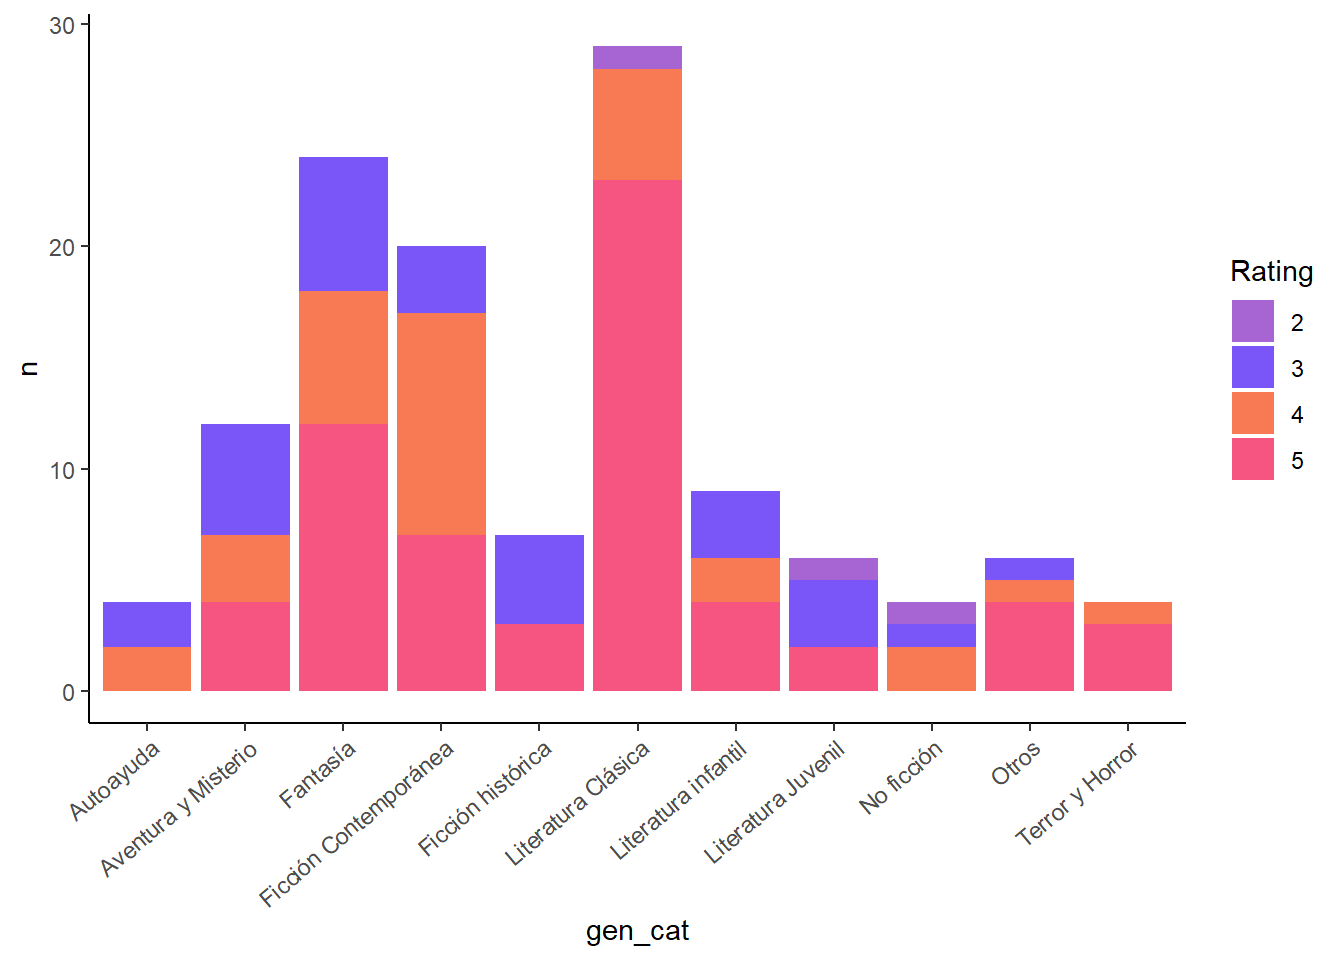 30
20
10
0
n
Autoayuda
Aventura y Misterio
Fantasía
Ficción Contemporánea
Ficción histórica
Literatura Clásica
Literatura infantil
Literatura Juvenil
No ficción
Otros
Terror y Horror
gen_cat
Rating
2
3
4
5